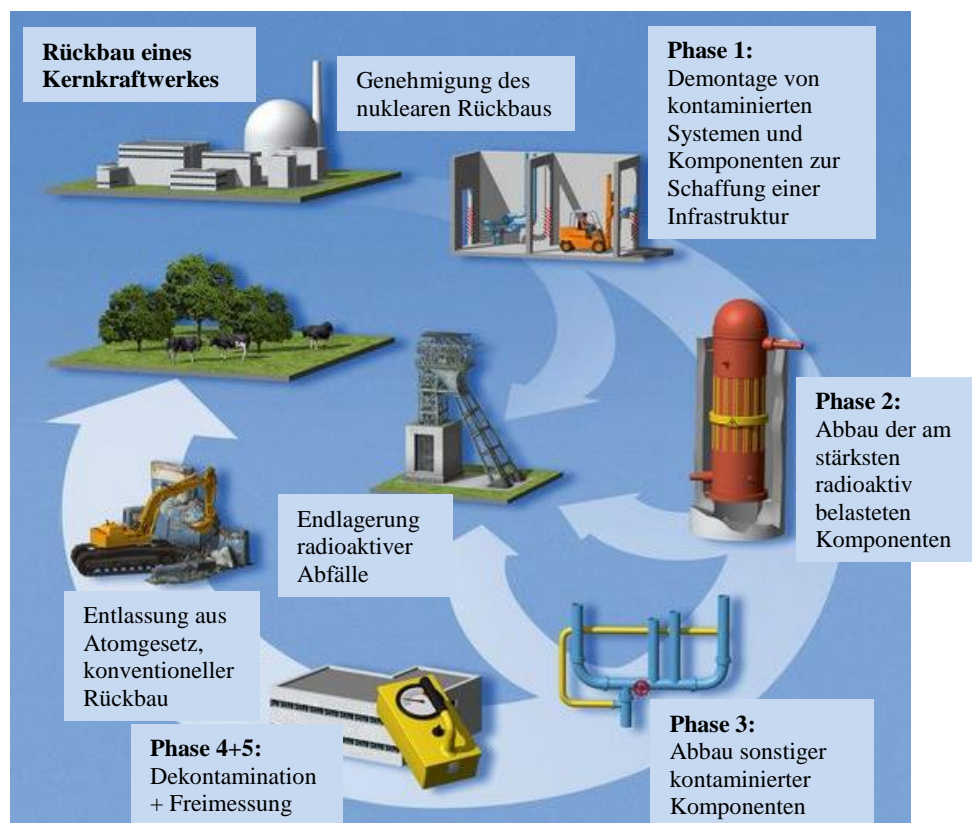 Rückbau eines
Kernkraftwerkes
Genehmigung des
nuklearen Rückbaus
Phase 1:
Demontage von
kontaminierten
Systemen und
Komponenten zur
Schaffung einer
Infrastruktur
Phase 2:
Abbau der am
stärksten
radioaktiv
belasteten
Komponenten
Endlagerung
radioaktiver
Abfälle
Phase 3:
Abbau sonstiger
kontaminierter
Komponenten
Phase 4+5:
Dekontamination
+ Freimessung
Entlassung aus
Atomgesetz,
konventioneller
Rückbau